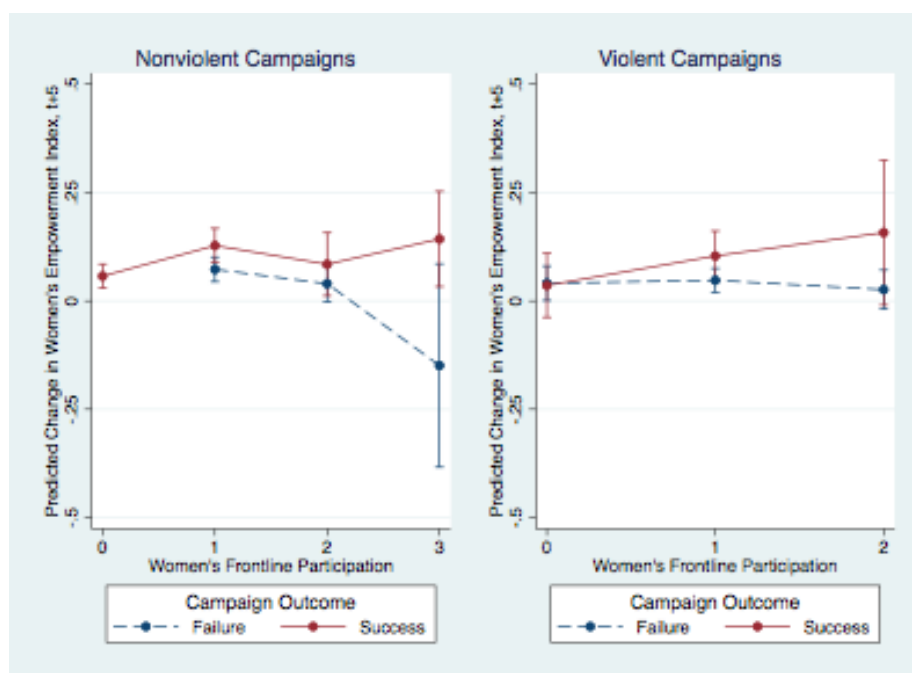 Nonviolent Campaigns
Predicted Change in Women's Empowerment Index, t+5
.5
.25
0
-.25
-.5
0 1 2 3
Women's Frontline Participation
Campaign Outcome
Failure Success
Violent Campaigns
Predicted Change in Women's Empowerment Index, t+5
.5
.25
0
-.25
-.5
0 1 2
Women's Frontline Participation
Campaign Outcome
Failure Success